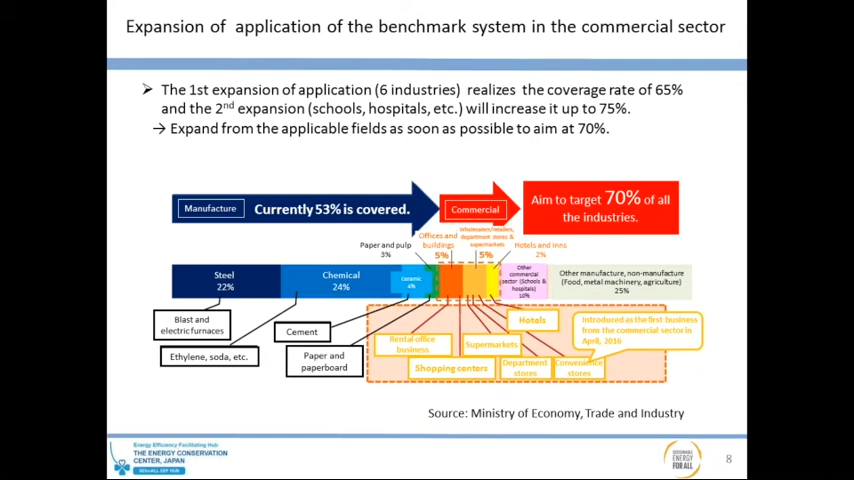 Expansion of application of the benchmark system in the commercial sector
➢ The 1st expansion of application (6 industries) realizes the coverage rate of 65%
and the 2nd expansion (schools, hospitals, etc.) will increase it up to 75%.
→ Expand from the applicable fields as soon as possible to aim at 70%.
Manufacture
Currently 53% is covered.
Commercial
Aim to target 70% of all
the industries.
Paper and pulp
3%
Offices and
buildings
5%
Wholesalers/retailers,
department stores &
supermarkets
5%
Hotels and Inns
2%
Steel
22%
Chemical
24%
Ceramic
4%
Other
commercial
sector (Schools &
hospitals)
10%
Other manufacture, non-manufacture
(Food, metal machinery, agriculture)
25%
Blast and
electric furnaces
Ethylene, soda, etc.
Cement
Paper and
paperboard
Rental office
business
Shopping centers
Supermarkets
Hotels
Department
stores
Convenience
stores
Introduced as the first business
from the commercial sector in
April, 2016
Source: Ministry of Economy, Trade and Industry
Energy Efficiency Facilitating Hub
THE ENERGY CONSERVATION
CENTER, JAPAN
SEforALL EEF HUB
SUSTAINABLE
ENERGY
FOR ALL
8